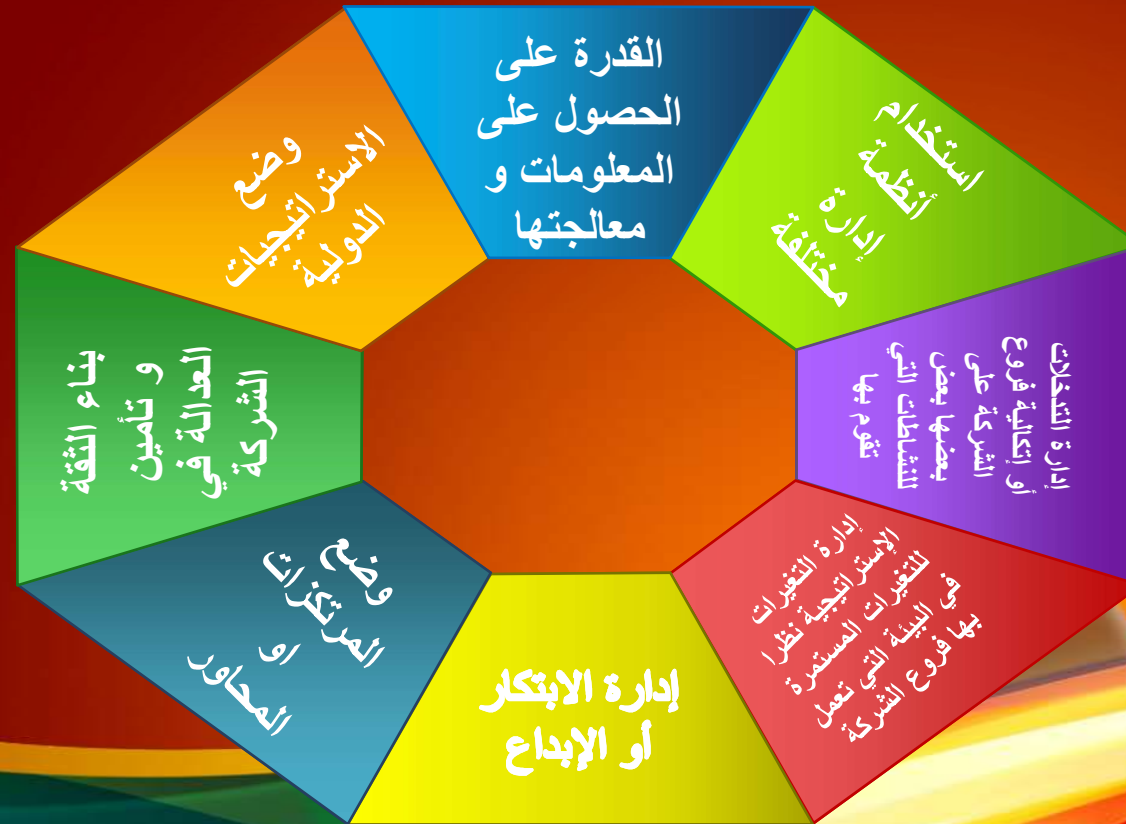 القدرة على
الحصول على
المعلومات و
معالجتها
استخدام
أنظمة
إدارة
مختلفة
إدارة التدخلات
أو إتكالية فروع
الشركة على
بعضها بعض
للنشاطات التي
تقوم بها
إدارة التغيرات
الإستراتيجية نظرا
للتغيرات المستمرة
في البيئة التي تعمل
بها فروع الشركة
إدارة الابتكار
أو الإبداع
وضع
المرتكزات
او
المحاور
بناء الثقة
و تأمين
العدالة في
الشركة
وضع
الاستراتيجيات
الدولية